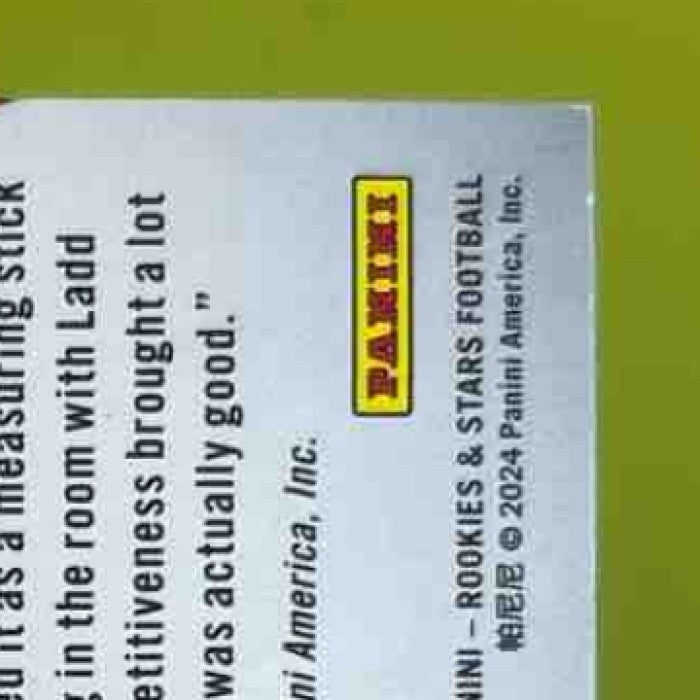 it as a measuring stick
in the room with Ladd
etitiveness brought a lot
was actually good."
ni America, Inc.
PANINI
NINI – ROOKIES & STARS FOOTBALL
帕尼尼 © 2024 Panini America, Inc.